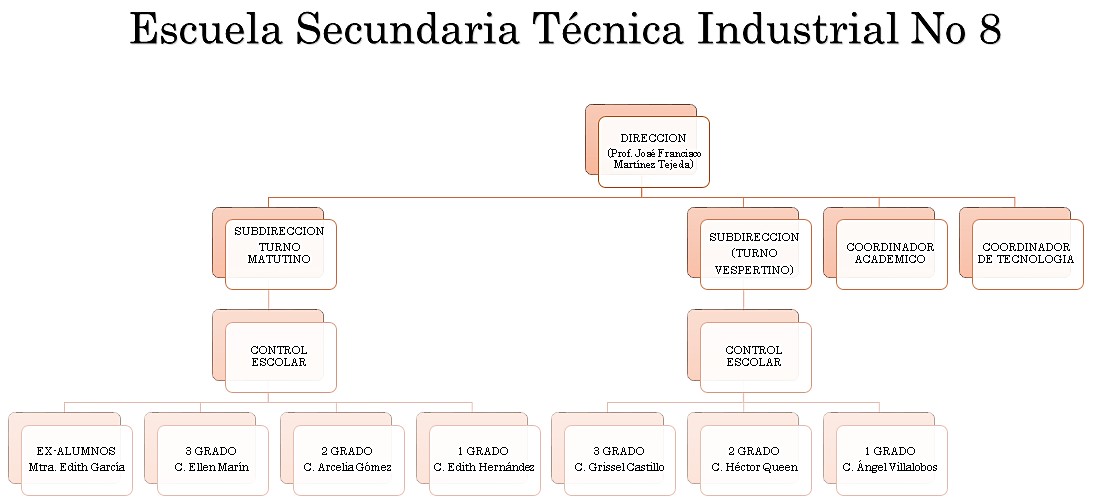 Escuela Secundaria Técnica Industrial No 8
DIRECCION
(Prof. José Francisco
Martínez Tejeda)
SUBDIRECCION
TURNO
MATUTINO
SUBDIRECCION
(TURNO
VESPERTINO)
COORDINADOR
ACADEMICO
COORDINADOR
DE TECNOLOGIA
CONTROL
ESCOLAR
CONTROL
ESCOLAR
EX-ALUMNOS
Mtra. Edith García
3 GRADO
C. Ellen Marín
2 GRADO
C. Arcelia Gómez
1 GRADO
C. Edith Hernández
3 GRADO
C. Grissel Castillo
2 GRADO
C. Héctor Queen
1 GRADO
C. Ángel Villalobos